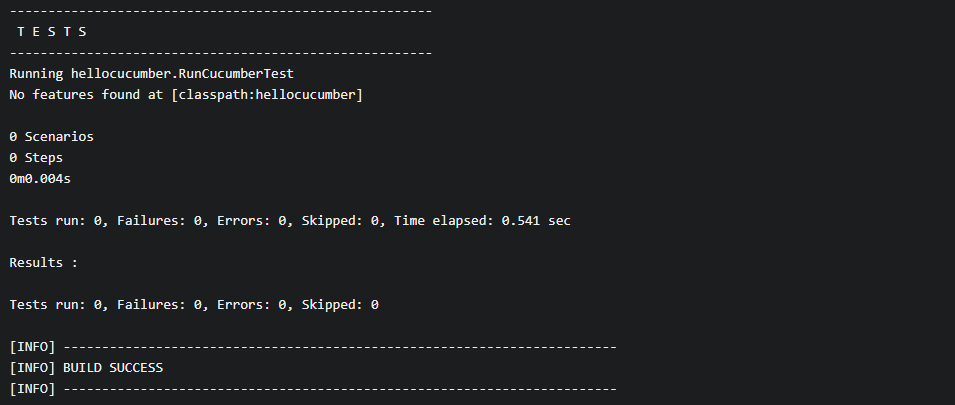 -------------------------------------------------------
T E S T S
-------------------------------------------------------
Running hellocucumber.RunCucumberTest
No features found at [classpath:hellocucumber]
0 Scenarios
0 Steps
0m0.004s
Tests run: 0, Failures: 0, Errors: 0, Skipped: 0, Time elapsed: 0.541 sec
Results :
Tests run: 0, Failures: 0, Errors: 0, Skipped: 0
[INFO] ------------------------------------------------------------------------
[INFO] BUILD SUCCESS
[INFO] ------------------------------------------------------------------------